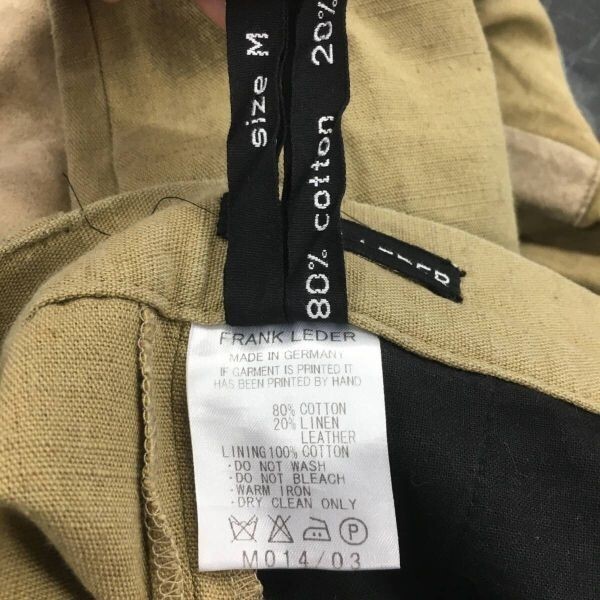 size M
80% cotton 20%
FRANK LEDER
MADE IN GERMANY
IF GARMENT IS PRINTED IT
HAS BEEN PRINTED BY HAND
80% COTTON
20% LINEN
LEATHER
LINING100% COTTON
・DO NOT WASH
・DO NOT BLEACH
・WARM IRON
・DRY CLEAN ONLY
P
M014/03